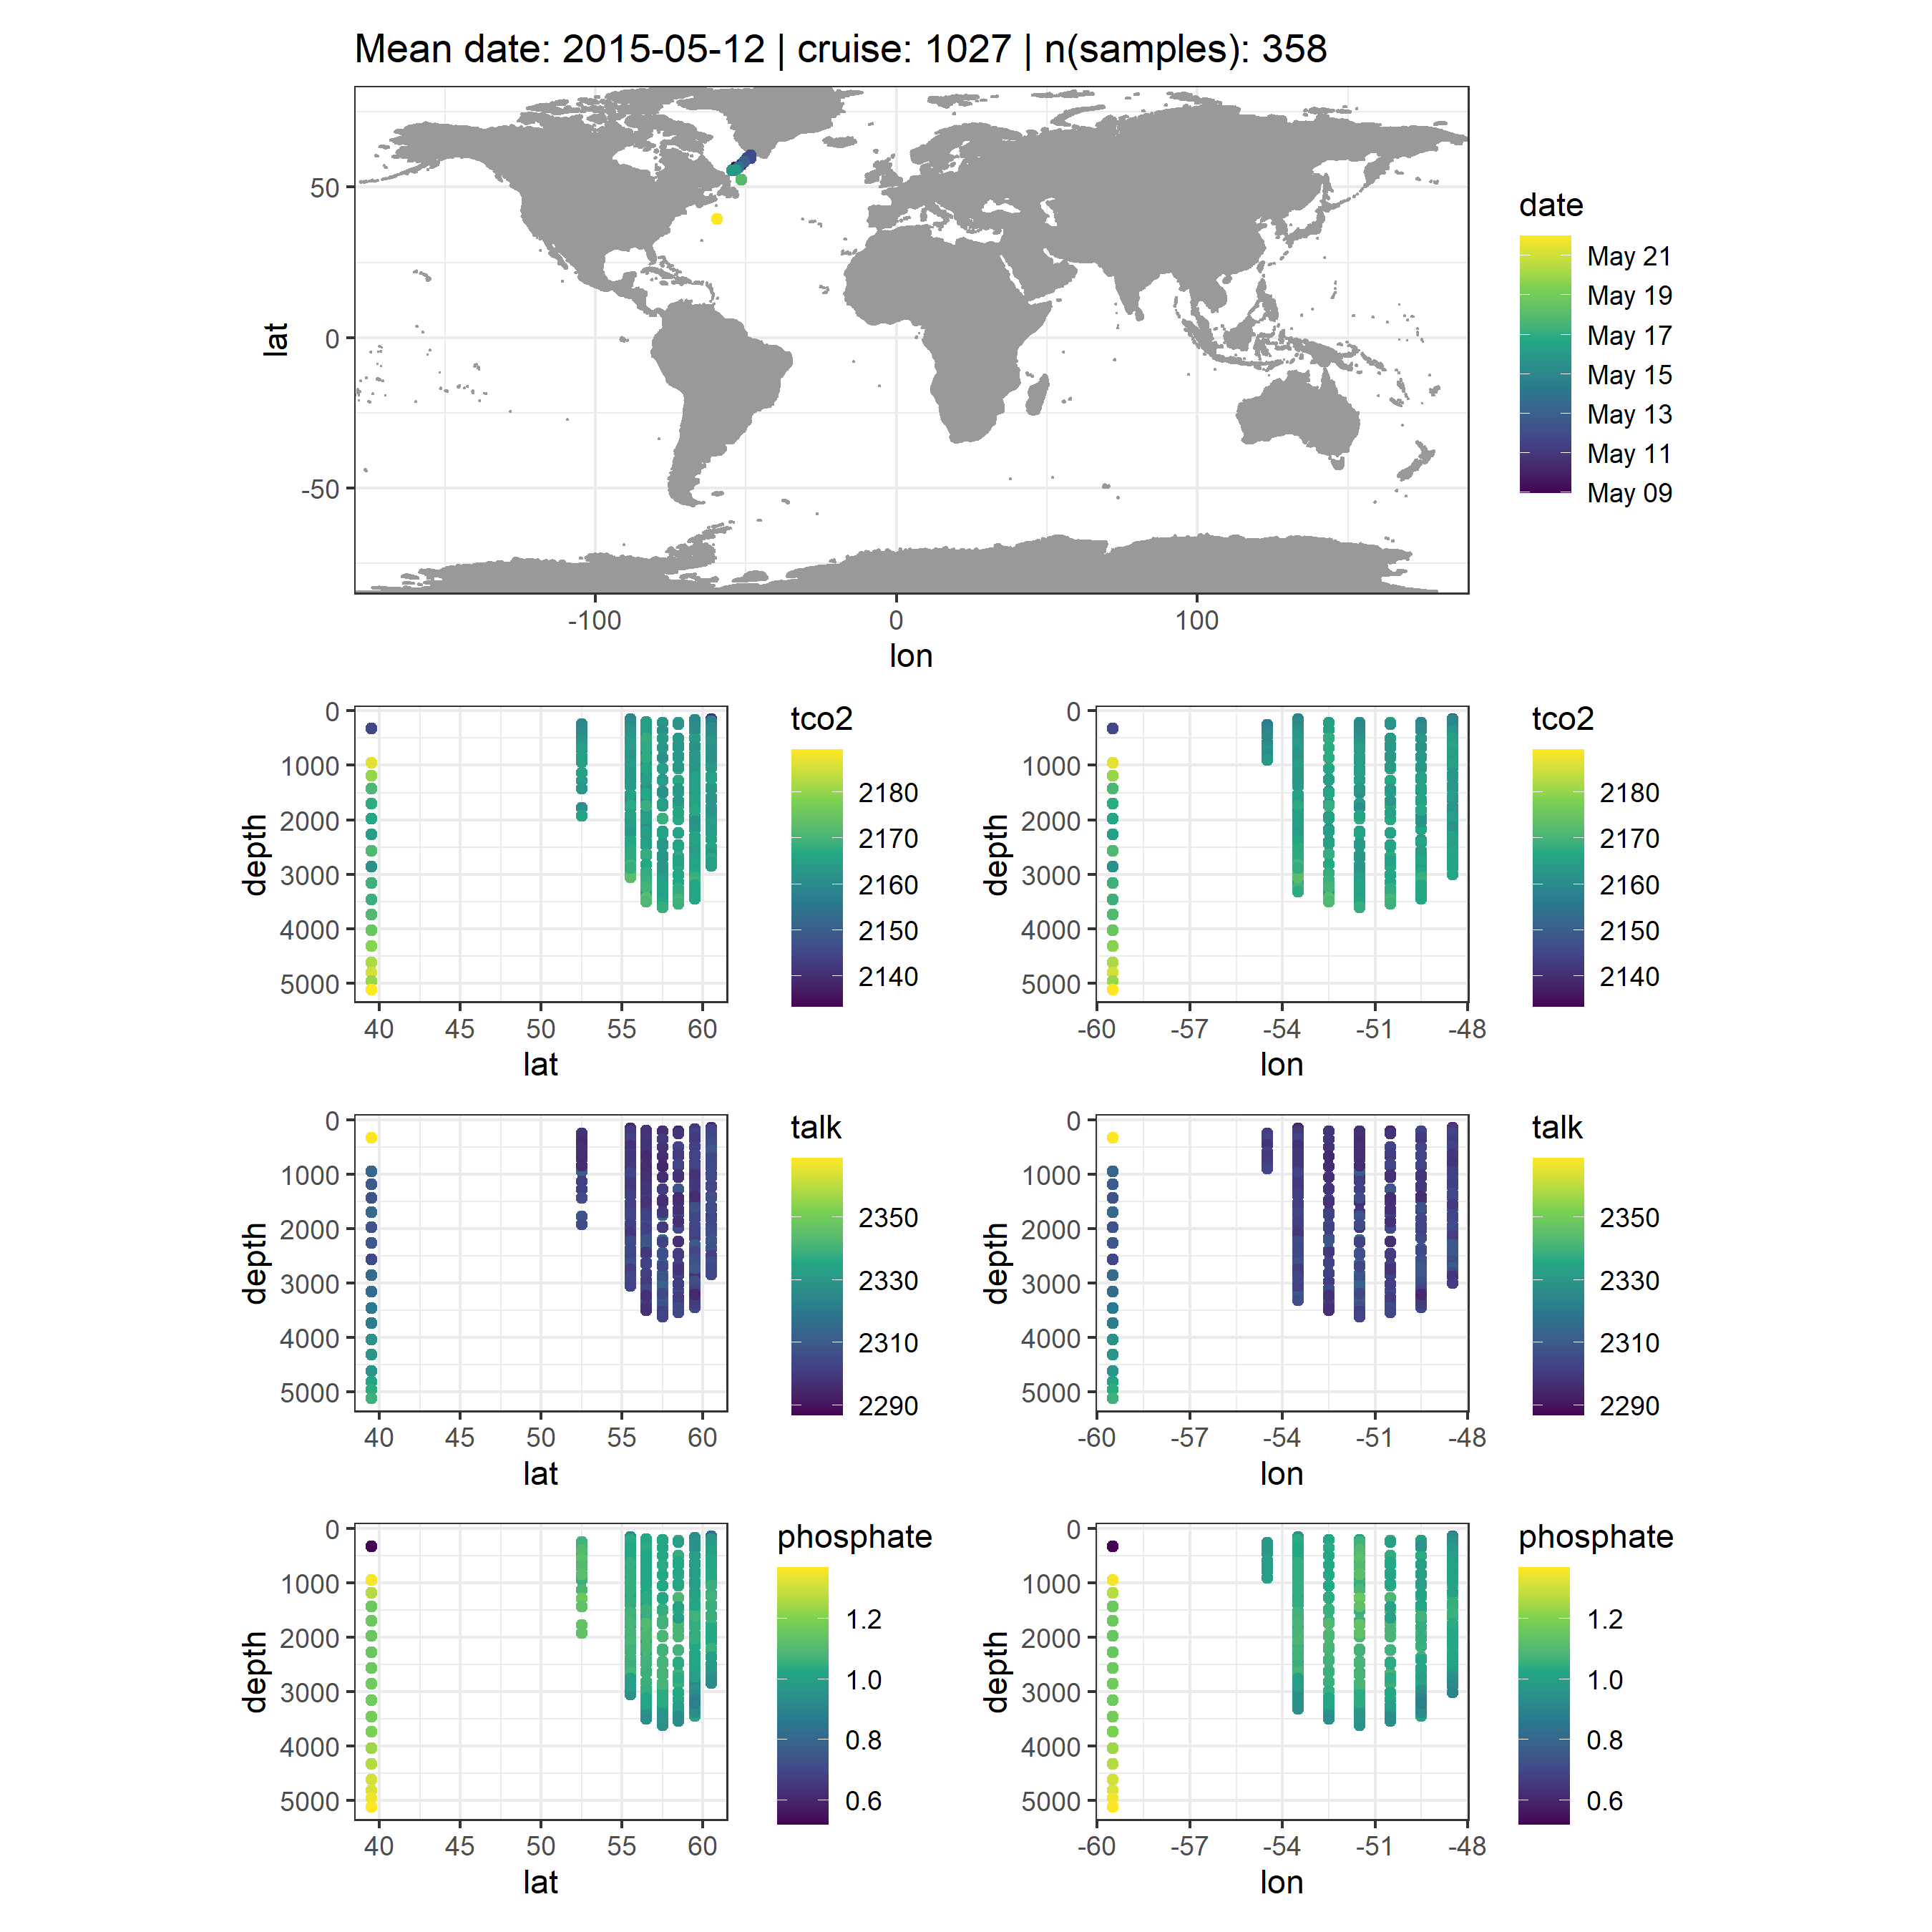 Mean date: 2015-05-12 | cruise: 1027 | n(samples): 358
lat
50
0
-50
-100 0 100
lon
date
May 21
May 19
May 17
May 15
May 13
May 11
May 09
depth
0
1000
2000
3000
4000
5000
40 45 50 55 60
lat
tco2
2180
2170
2160
2150
2140
depth
0
1000
2000
3000
4000
5000
-60 -57 -54 -51 -48
lon
tco2
2180
2170
2160
2150
2140
depth
0
1000
2000
3000
4000
5000
40 45 50 55 60
lat
talk
2350
2330
2310
2290
depth
0
1000
2000
3000
4000
5000
-60 -57 -54 -51 -48
lon
talk
2350
2330
2310
2290
depth
0
1000
2000
3000
4000
5000
40 45 50 55 60
lat
phosphate
1.2
1.0
0.8
0.6
depth
0
1000
2000
3000
4000
5000
-60 -57 -54 -51 -48
lon
phosphate
1.2
1.0
0.8
0.6